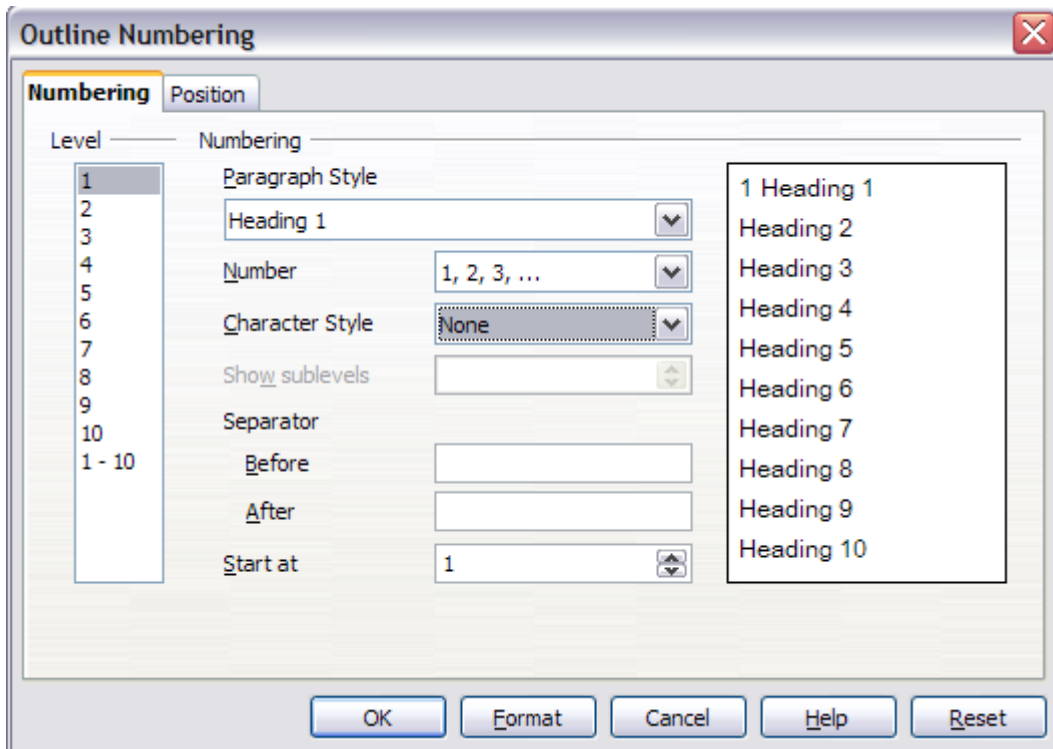 Outline Numbering
Numbering Position
Level Numbering
1
2
3
4
5
6
7
8
9
10
1 - 10
Paragraph Style
Heading 1
Number 1, 2, 3, ...
Character Style None
Show sublevels
Separator
Before
After
Start at 1
1 Heading 1
Heading 2
Heading 3
Heading 4
Heading 5
Heading 6
Heading 7
Heading 8
Heading 9
Heading 10
OK Format Cancel Help Reset